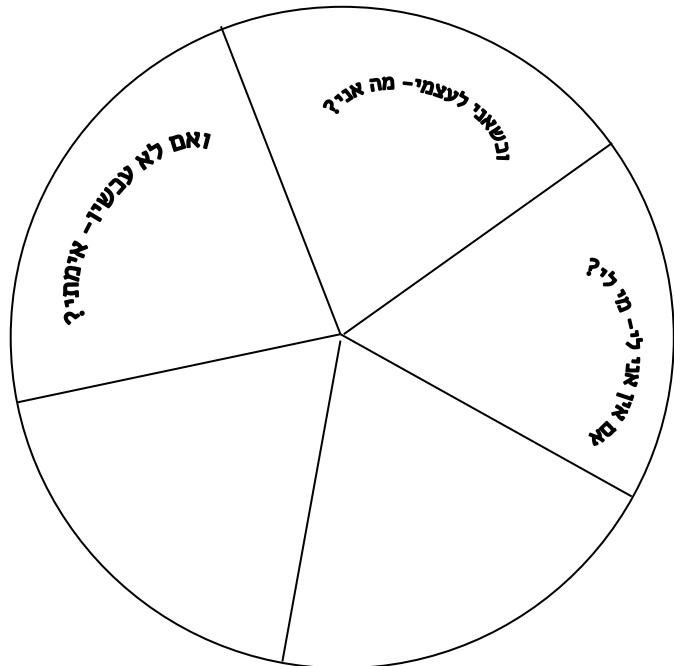 אם אין אני לי- מי לי?
וכשאני לעצמי- מה אני?
ואם לא עכשיו- אימתי?